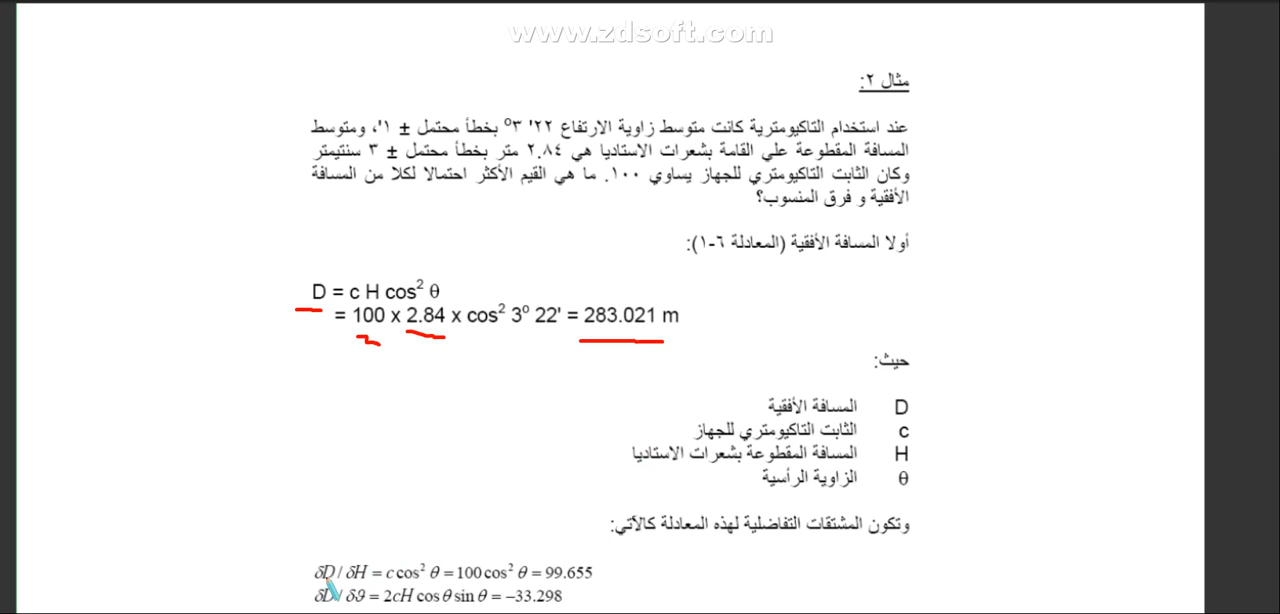 www.zdsoft.com
مثال ٢:
عند استخدام التاكيومترية كانت متوسط زاوية الارتفاع ٢٢' ٣º بخطأ محتمل ± ١'، ومتوسط
المسافة المقطوعة علي القامة بشعرات الاستاديا هي ٢.٨٤ متر بخطأ محتمل ± ٣ سنتيمتر
وكان الثابت التاكيومتري للجهاز يساوي ١٠٠. ما هي القيم الأكثر احتمالا لكلا من المسافة
الأفقية و فرق المنسوب؟
أولا المسافة الأفقية (المعادلة ٦-١):
D = c H cos² θ
= 100 x 2.84 x cos² 3º 22' = 283.021 m
حيث:
D المسافة الأفقية
c الثابت التاكيومتري للجهاز
H المسافة المقطوعة بشعرات الاستاديا
θ الزاوية الرأسية
وتكون المشتقات التفاضلية لهذه المعادلة كالآتي:
δD / δH = c cos² θ = 100 cos² θ = 99.655
δD / δϑ = 2cH cos θ sin θ = −33.298